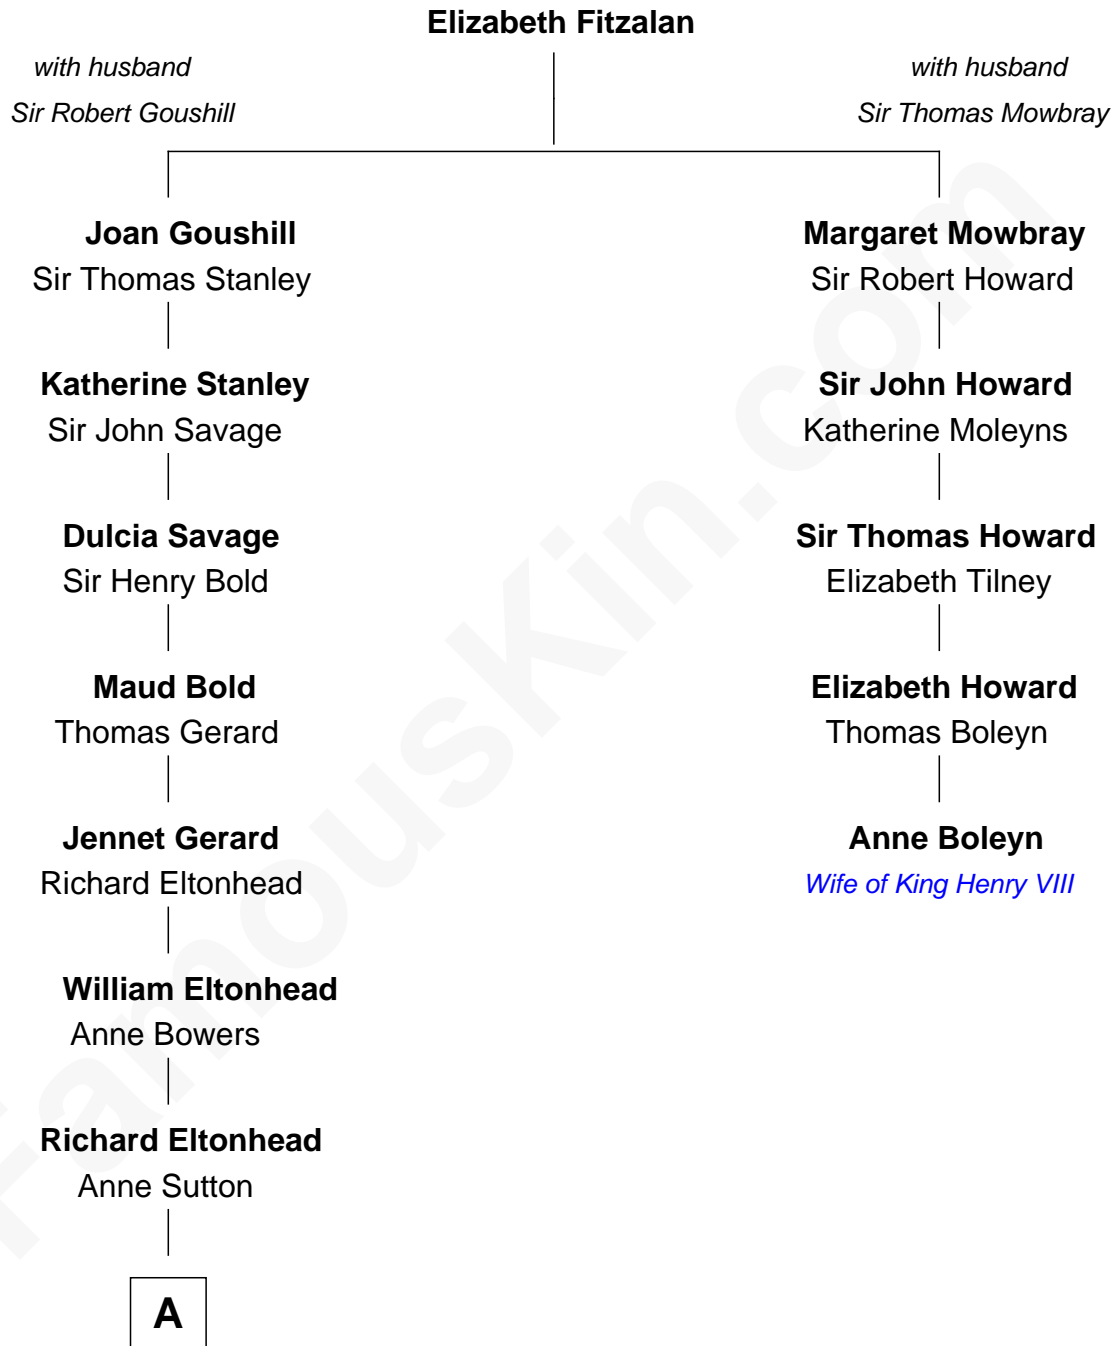 Elizabeth Fitzalan
with husband
Sir Robert Goushill
with husband
Sir Thomas Mowbray
Joan Goushill
Sir Thomas Stanley
Margaret Mowbray
Sir Robert Howard
Katherine Stanley
Sir John Savage
Sir John Howard
Katherine Moleyns
Dulcia Savage
Sir Henry Bold
Sir Thomas Howard
Elizabeth Tilney
Maud Bold
Thomas Gerard
Elizabeth Howard
Thomas Boleyn
Jennet Gerard
Richard Eltonhead
Anne Boleyn
Wife of King Henry VIII
William Eltonhead
Anne Bowers
Richard Eltonhead
Anne Sutton
A
FamousKin.com